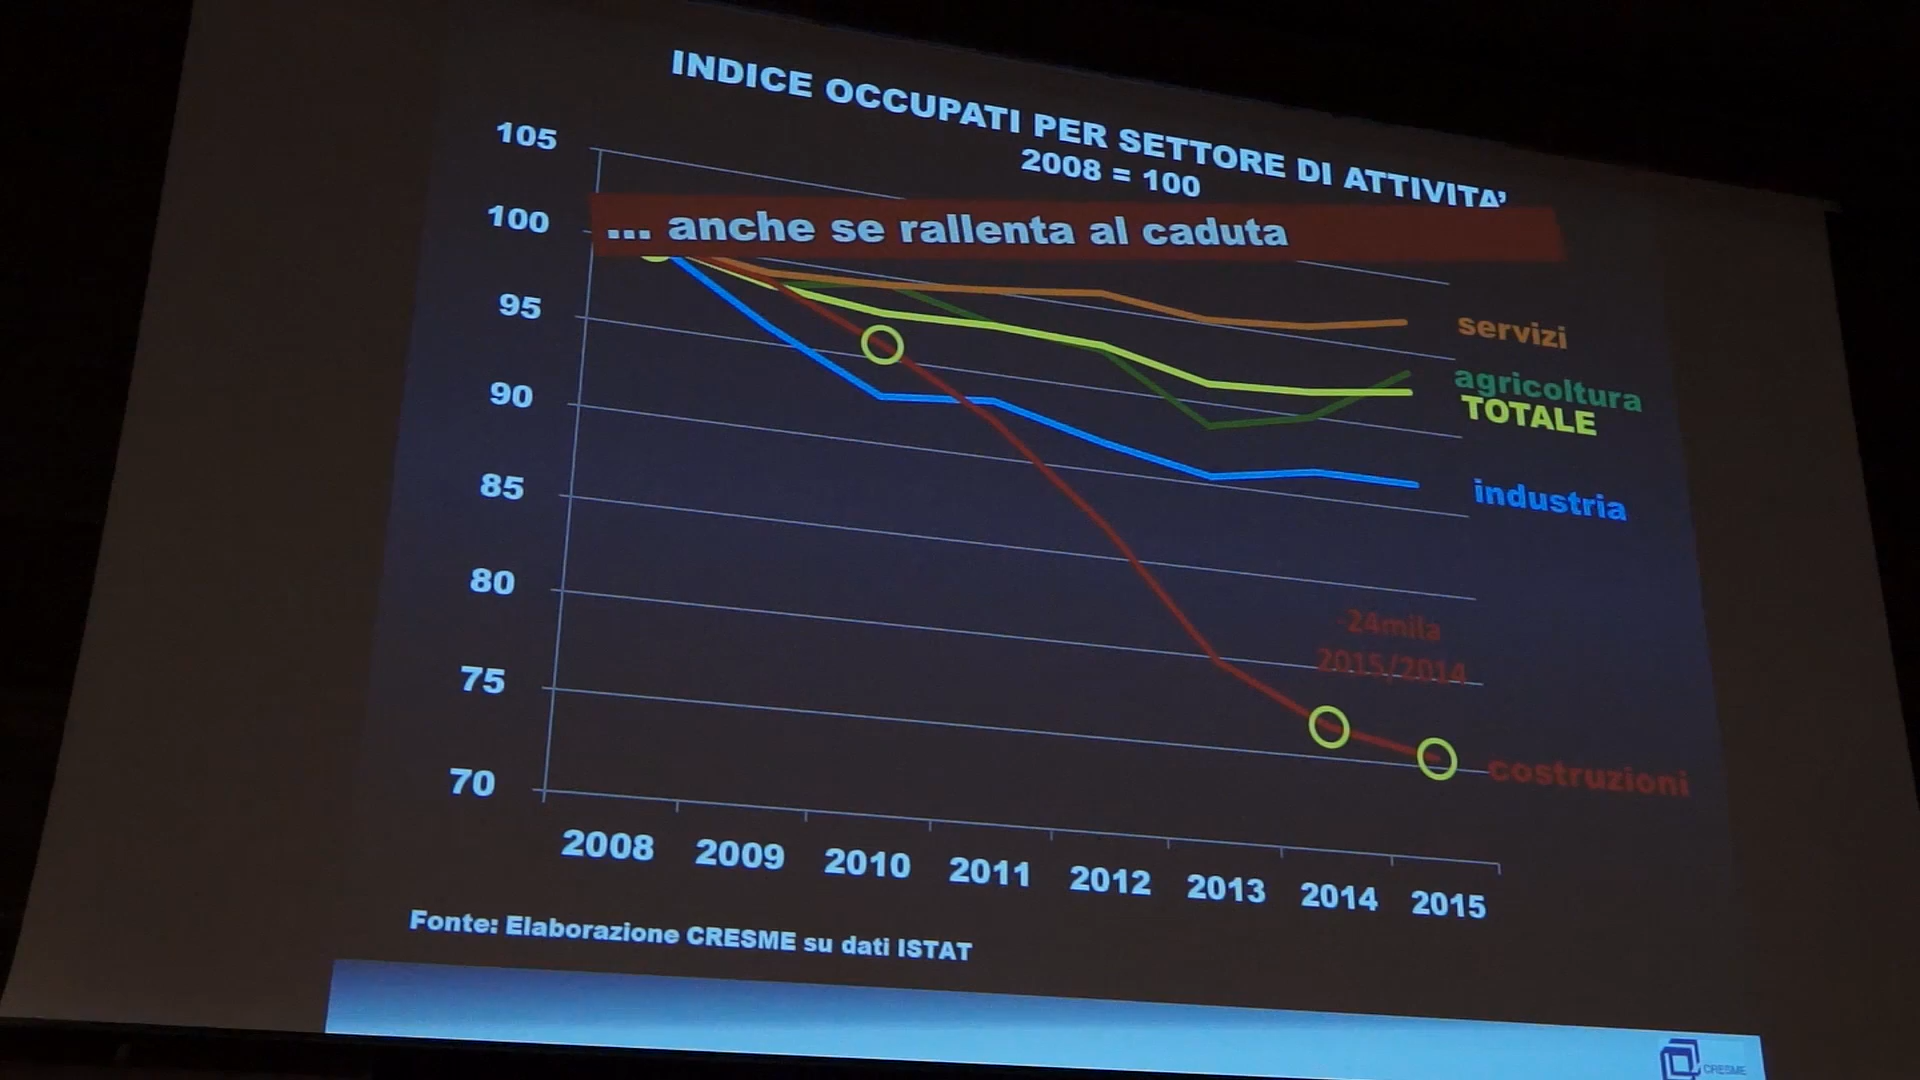 INDICE OCCUPATI PER SETTORE DI ATTIVITA’
2008 = 100
... anche se rallenta al caduta
105
100
95
90
85
80
75
70
servizi
agricoltura
TOTALE
industria
-24mila
2015/2014
costruzioni
2008 2009 2010 2011 2012 2013 2014 2015
Fonte: Elaborazione CRESME su dati ISTAT
CRESME